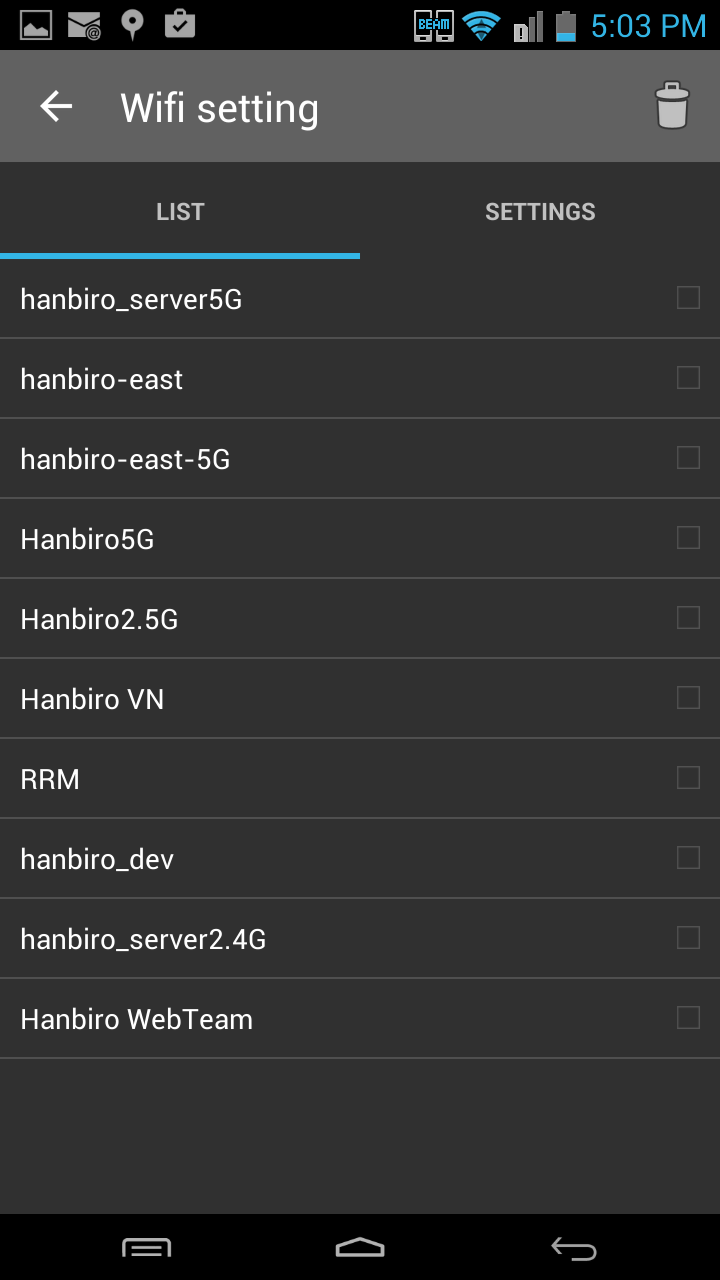 BEAM
5:03 PM
Wifi setting
LIST
SETTINGS
hanbiro_server5G
hanbiro-east
hanbiro-east-5G
Hanbiro5G
Hanbiro2.5G
Hanbiro VN
RRM
hanbiro_dev
hanbiro_server2.4G
Hanbiro WebTeam